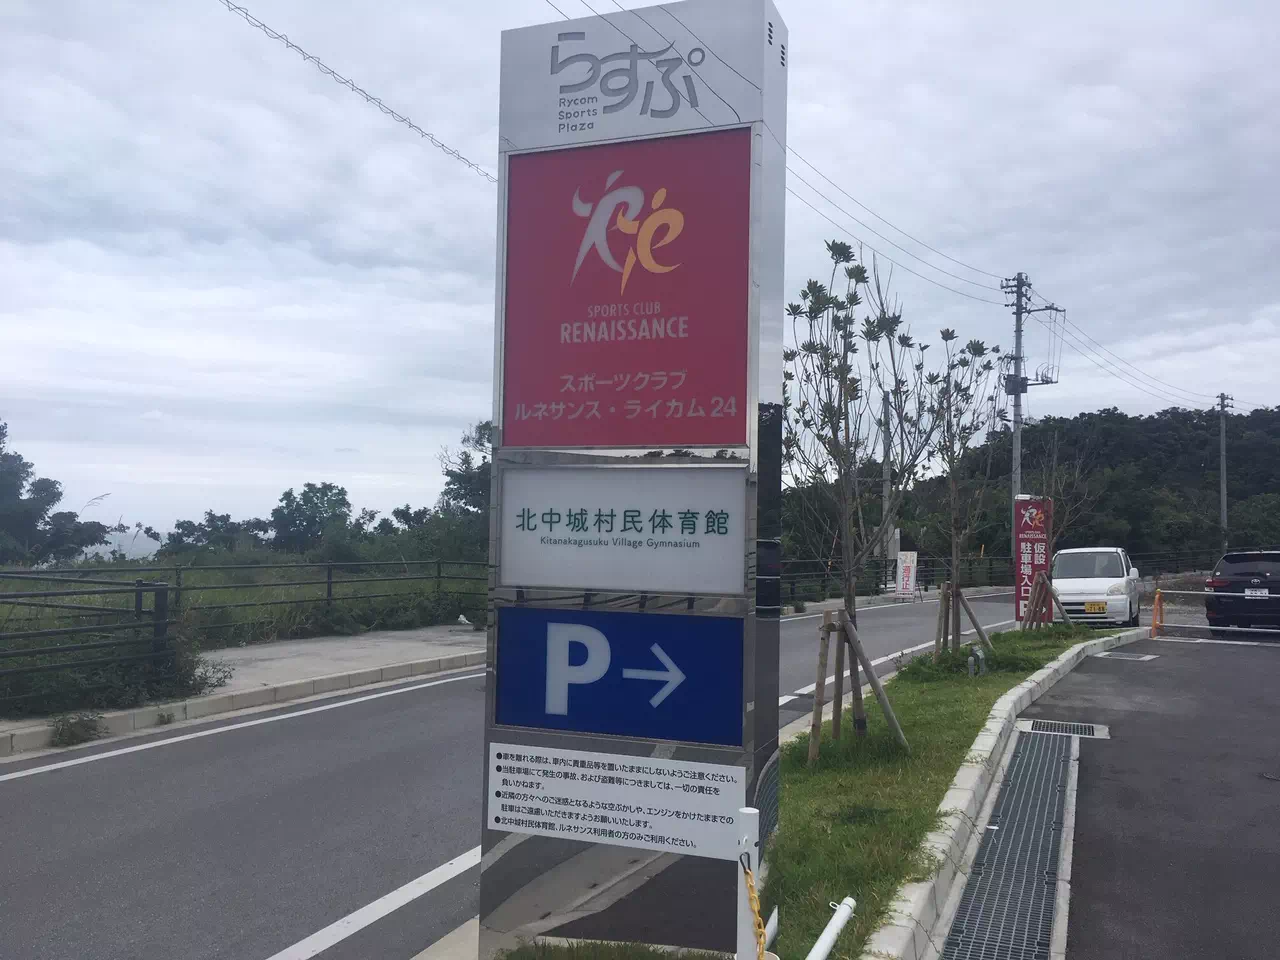 らすぷ
Rycom
Sports
Plaza
SPORTS CLUB
RENAISSANCE
スポーツクラブ
ルネサンス・ライカム24
北中城村民体育館
Kitanakagusuku Village Gymnasium
P→
●車を離れる際は、車内に貴重品等を置いたままにしないようご注意ください。
●当駐車場にて発生の事故、および盗難等につきましては、一切の責任を
負いかねます。
●近隣の方々へのご迷惑となるような空ぶかしや、エンジンをかけたままでの
駐車はご遠慮いただきますようお願いいたします。
●北中城村民体育館、ルネサンス利用者の方のみご利用ください。
RENAISSANCE
仮設
駐車場入口
P
通行止